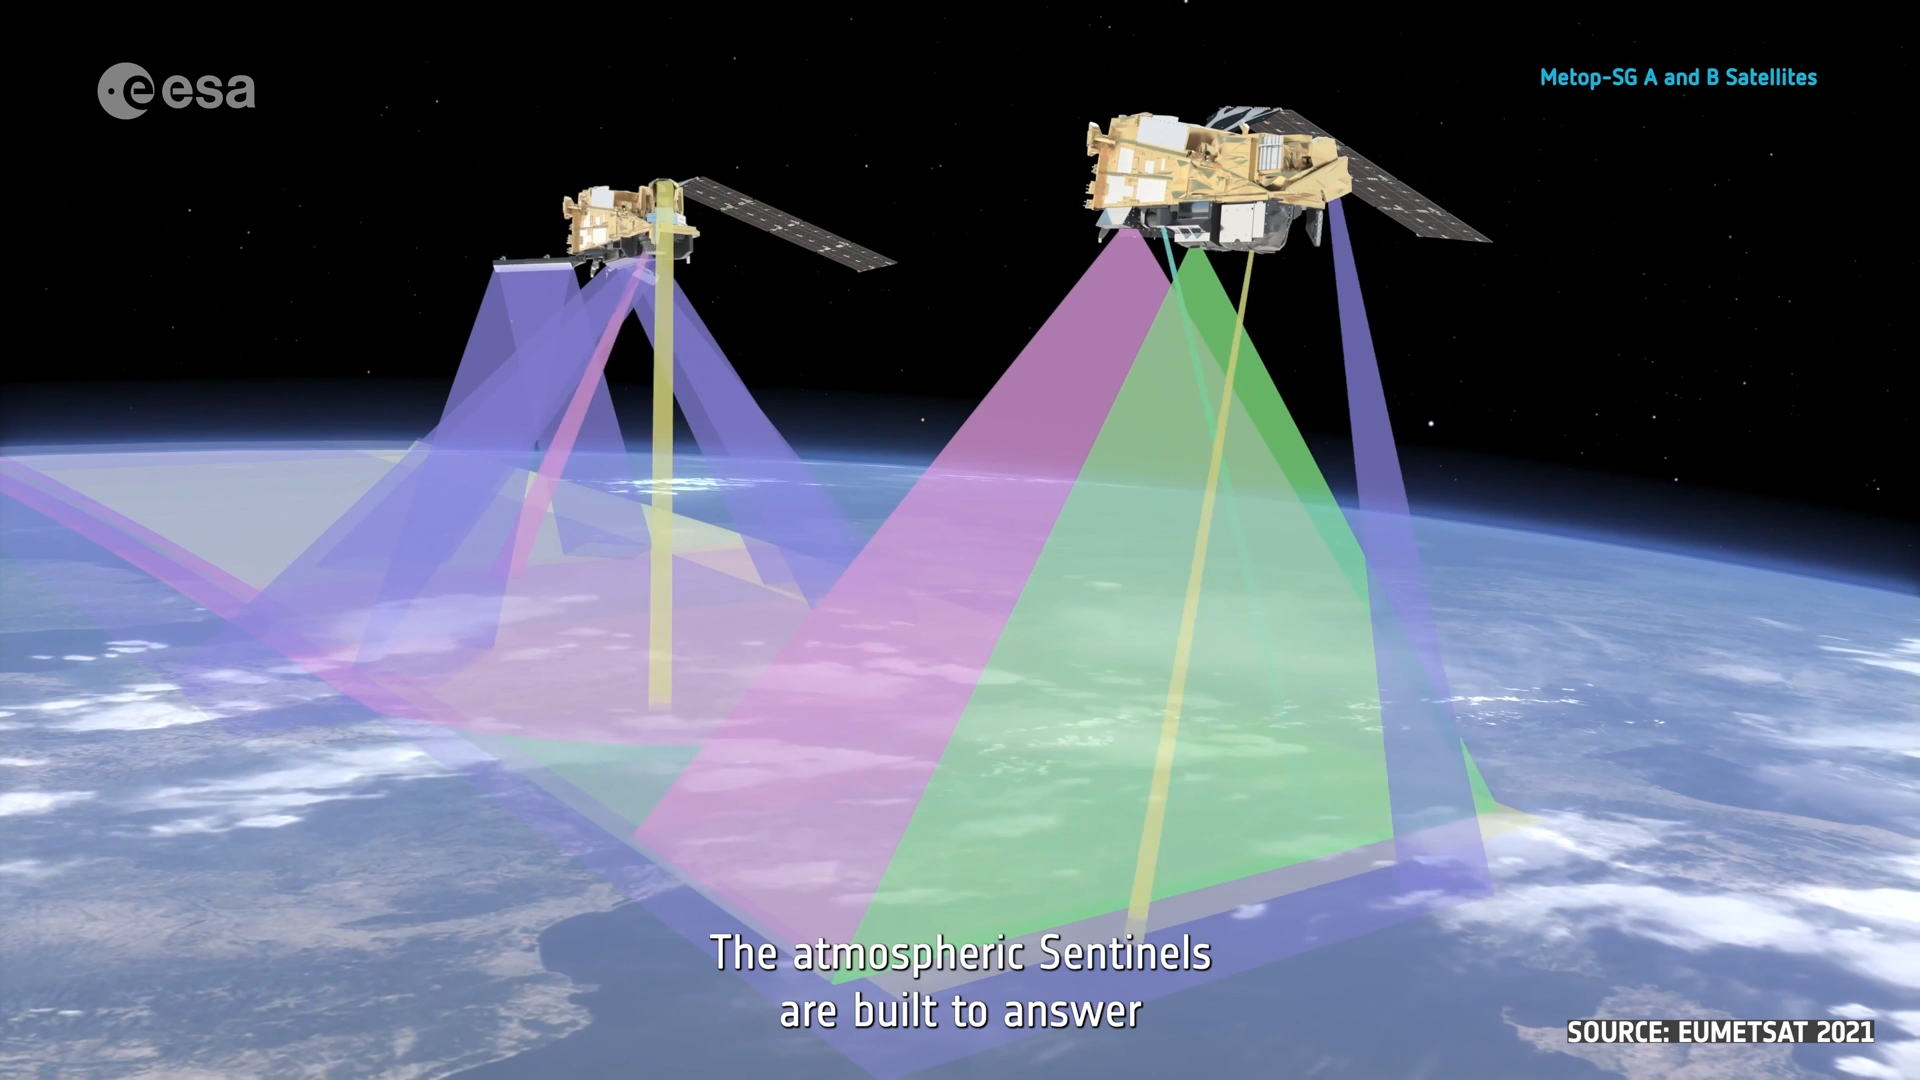 esa
Metop-SG A and B Satellites
The atmospheric Sentinels
are built to answer
SOURCE: EUMETSAT 2021